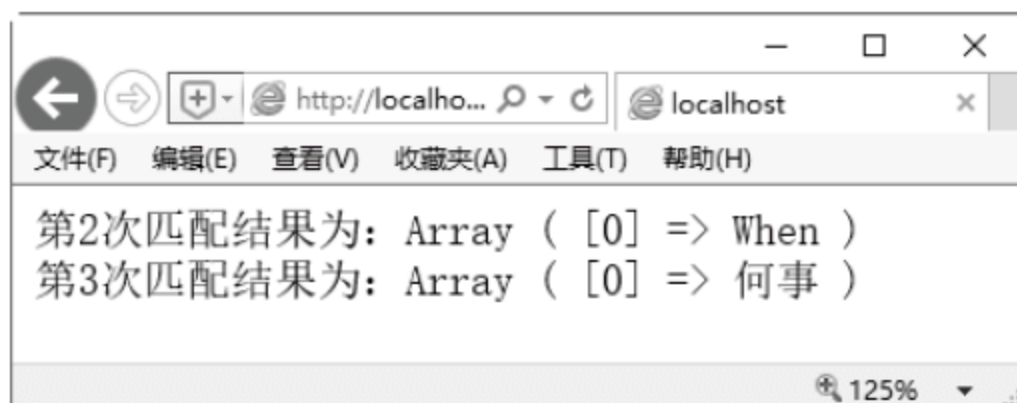 http://localho... localhost
文件(F) 编辑(E) 查看(V) 收藏夹(A) 工具(T) 帮助(H)
第2次匹配结果为：Array ( [0] => When )
第3次匹配结果为：Array ( [0] => 何事 )
125%